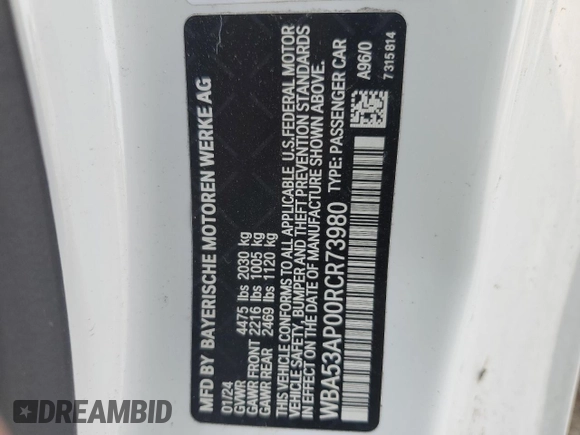 MFD BY BAYERISCHE MOTOREN WERKE AG
01/24
GVWR 4475 lbs 2030 kg
GAWR FRONT 2216 lbs 1005 kg
GAWR REAR 2469 lbs 1120 kg
THIS VEHICLE CONFORMS TO ALL APPLICABLE U.S.FEDERAL MOTOR
VEHICLE SAFETY, BUMPER AND THEFT PREVENTION STANDARDS
IN EFFECT ON THE DATE OF MANUFACTURE SHOWN ABOVE.
WBA53AP00RCR73980 TYPE: PASSENGER CAR
A96/0
7 315 814
BIDHISTORY.ORG